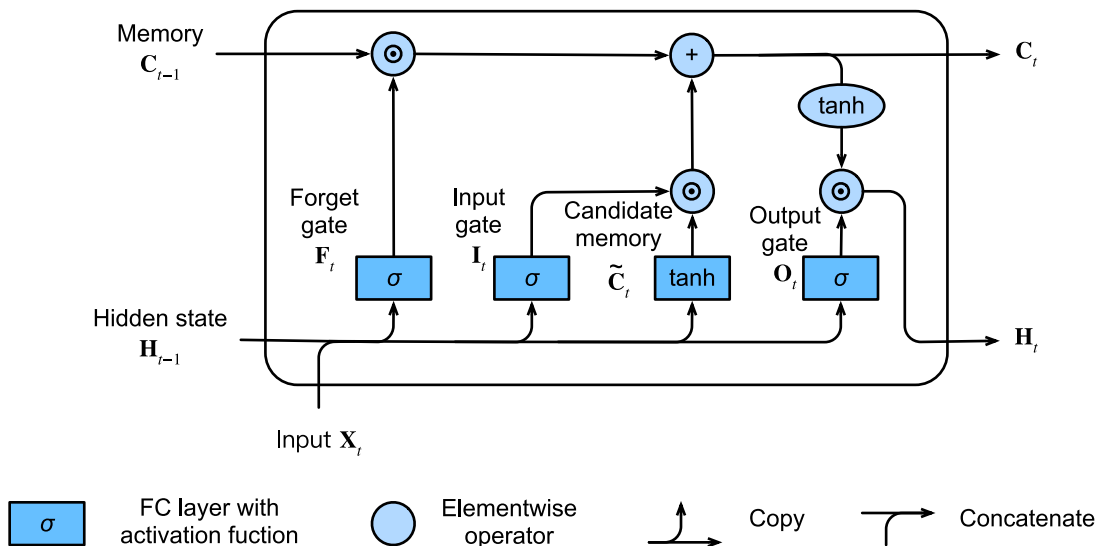 Memory
C_{t-1}
+
C_t
tanh
Forget
gate
F_t
Input
gate
I_t
Candidate
memory
C̃_t
Output
gate
O_t
σ
σ
tanh
σ
Hidden state
H_{t-1}
H_t
Input X_t
σ
FC layer with
activation fuction
Elementwise
operator
Copy
Concatenate